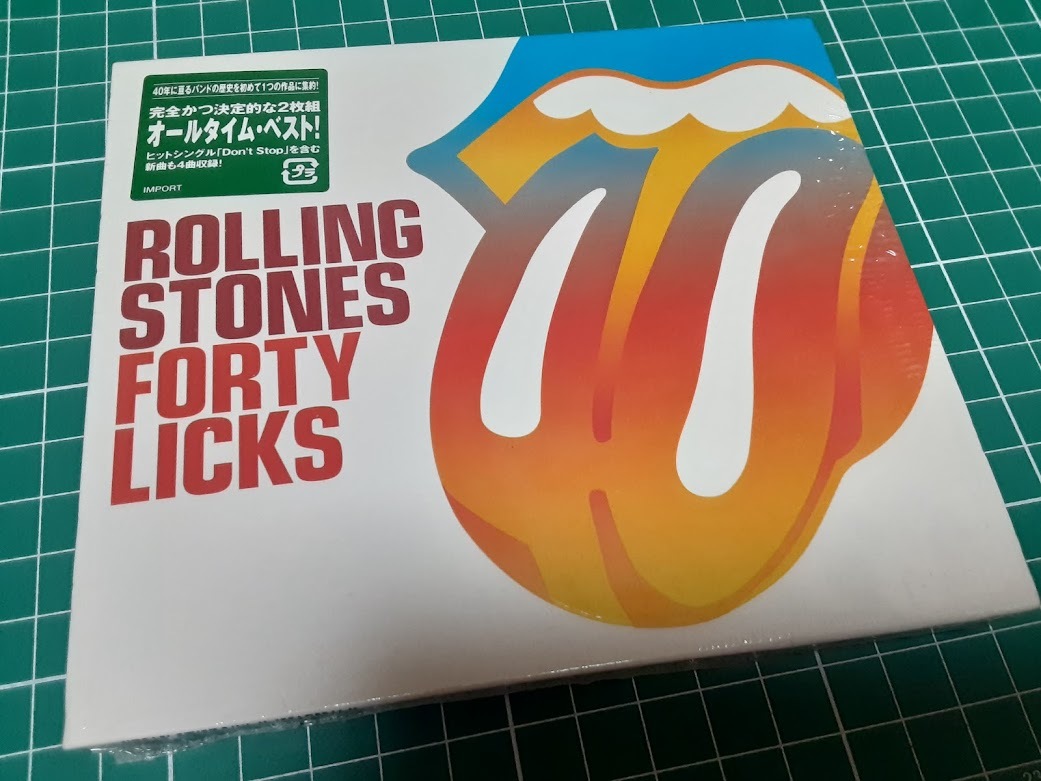 40年に亘るバンドの歴史を初めて1つの作品に集約!
完全かつ決定的な2枚組
オールタイム・ベスト!
ヒットシングル「Don't Stop」を含む
新曲も4曲収録!
プラ
IMPORT
ROLLING
STONES
FORTY
LICKS